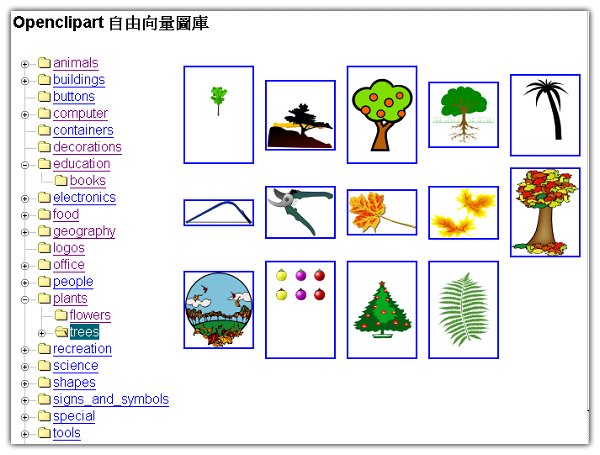 Openclipart 自由向量圖庫
animals
buildings
buttons
computer
containers
decorations
education
books
electronics
food
geography
logos
office
people
plants
flowers
trees
recreation
science
shapes
signs_and_symbols
special
tools